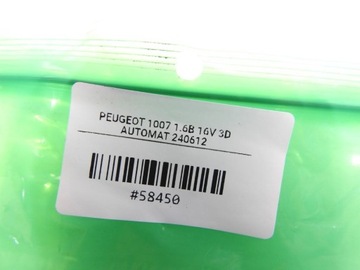 PEUGEOT 1007 1.6B 16V 3D
AUTOMAT 240612
#58450